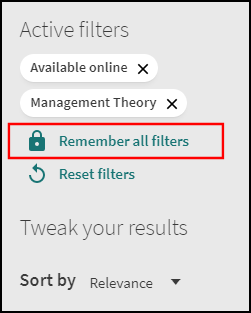 Active filters
Available online ×
Management Theory ×
Remember all filters
Reset filters
Tweak your results
Sort by Relevance